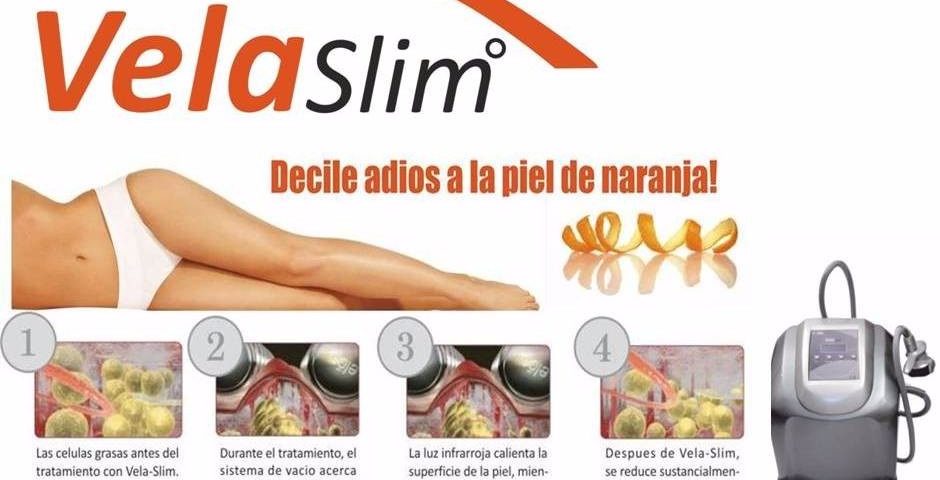 VelaSlim°
Decile adios a la piel de naranja!
1
2
3
4
Las celulas grasas antes del
tratamiento con Vela-Slim.
Durante el tratamiento, el
sistema de vacio acerca
La luz infrarroja calienta la
superficie de la piel, mien-
Despues de Vela-Slim,
se reduce sustancialmen-